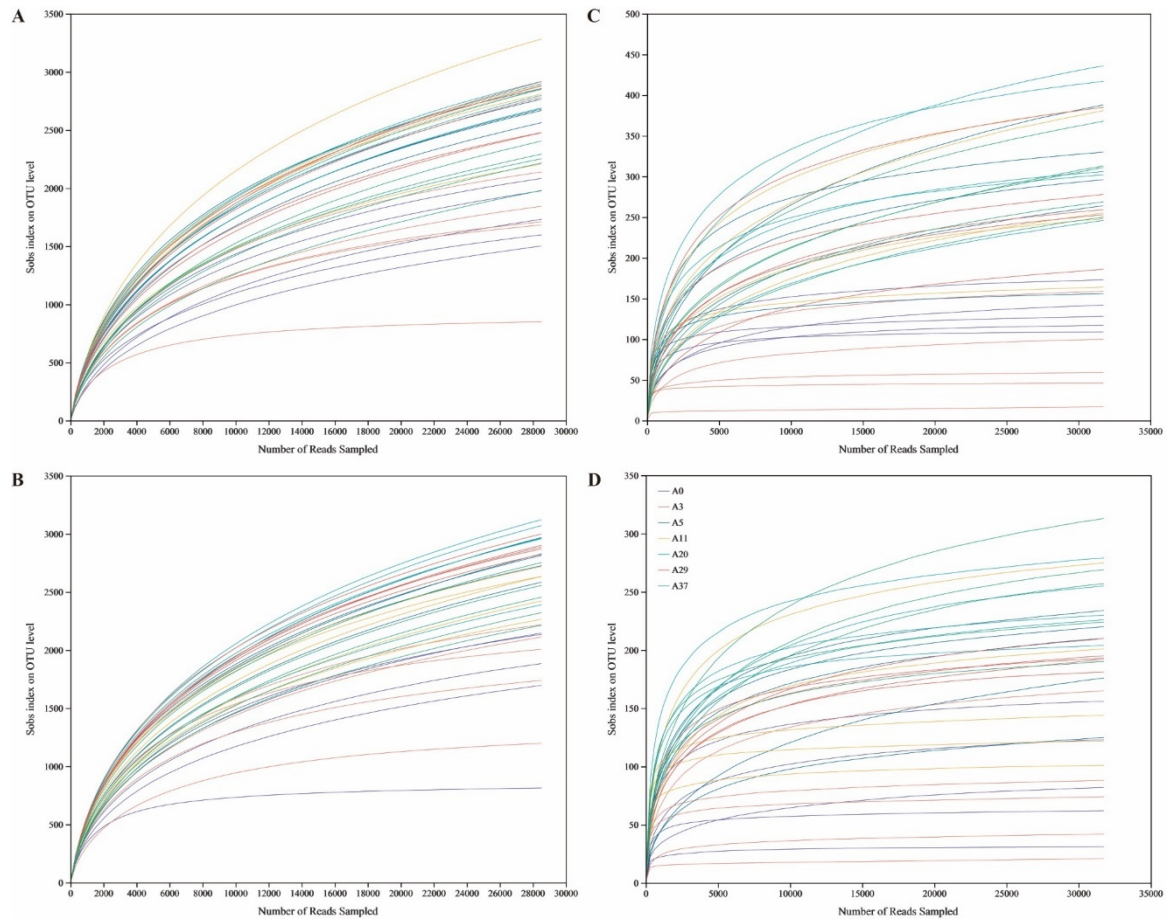 A
3500
3000
2500
2000
1500
1000
500
0
Sobs index on OTU level
0 2000 4000 6000 8000 10000 12000 14000 16000 18000 20000 22000 24000 26000 28000 30000
Number of Reads Sampled
C
500
450
400
350
300
250
200
150
100
50
0
Sobs index on OTU level
0 5000 10000 15000 20000 25000 30000 35000
Number of Reads Sampled
B
3500
3000
2500
2000
1500
1000
500
0
Sobs index on OTU level
0 2000 4000 6000 8000 10000 12000 14000 16000 18000 20000 22000 24000 26000 28000 30000
Number of Reads Sampled
D
350
300
250
200
150
100
50
0
Sobs index on OTU level
A0
A3
A5
A11
A20
A29
A37
0 5000 10000 15000 20000 25000 30000 35000
Number of Reads Sampled